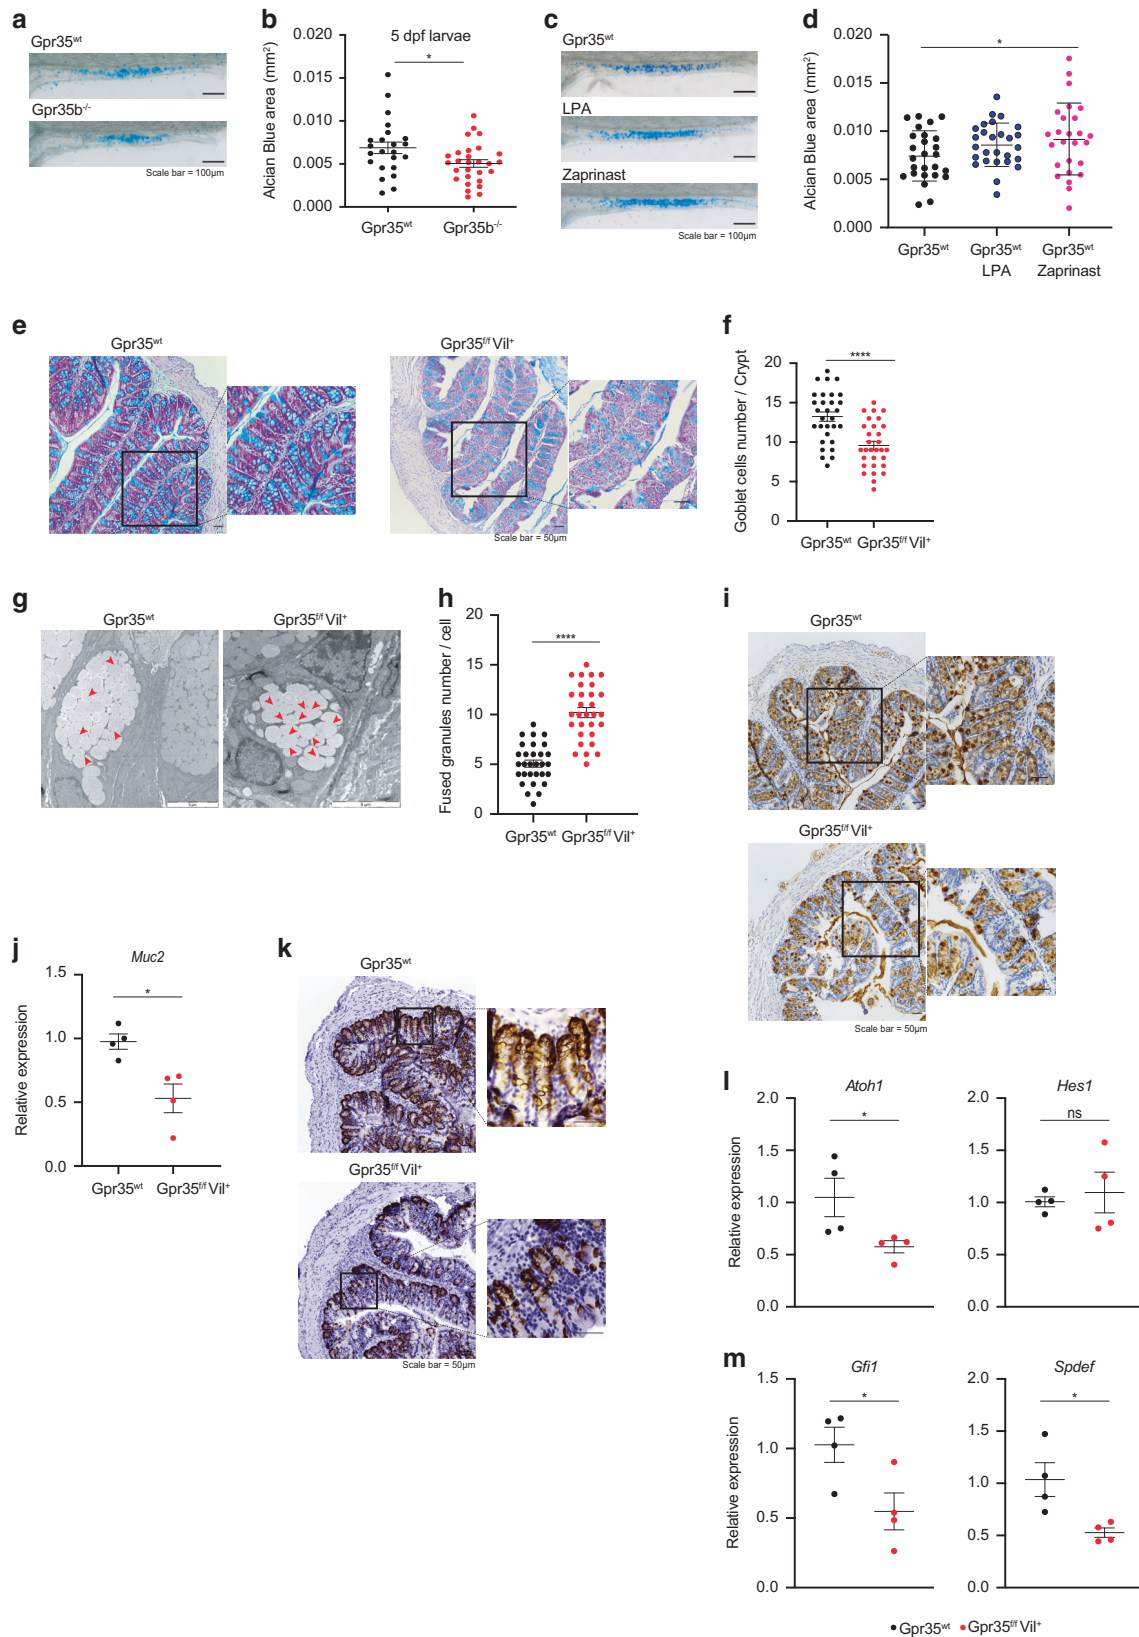 a
Gpr35wt
Gpr35b-/-
Scale bar = 100μm
b
5 dpf larvae
*
Alcian Blue area (mm2)
0.020
0.015
0.010
0.005
0.000
Gpr35wt
Gpr35b-/-
c
Gpr35wt
LPA
Zaprinast
Scale bar = 100μm
d
*
Alcian Blue area (mm2)
0.020
0.015
0.010
0.005
0.000
Gpr35wt
Gpr35wt LPA
Gpr35wt Zaprinast
e
Gpr35wt
Gpr35f/f Vil+
Scale bar = 50μm
f
****
Goblet cells number / Crypt
20
15
10
5
0
Gpr35wt
Gpr35f/f Vil+
g
Gpr35wt
Gpr35f/f Vil+
h
****
Fused granules number / cell
20
15
10
5
0
Gpr35wt
Gpr35f/f Vil+
i
Gpr35wt
Gpr35f/f Vil+
Scale bar = 50μm
j
Muc2
*
Relative expression
1.5
1.0
0.5
0.0
Gpr35wt
Gpr35f/f Vil+
k
Gpr35wt
Gpr35f/f Vil+
Scale bar = 50μm
l
Atoh1
*
Relative expression
2.0
1.5
1.0
0.5
0.0
Hes1
ns
2.0
1.5
1.0
0.5
0.0
m
Gfi1
*
Relative expression
1.5
1.0
0.5
0.0
Spdef
*
2.0
1.5
1.0
0.5
0.0
Gpr35wt
Gpr35f/f Vil+